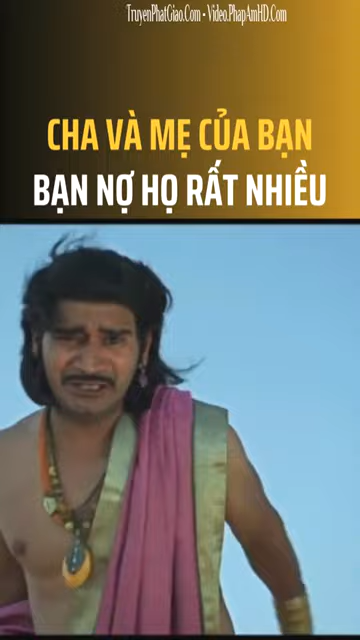 TruyenPhatGiao.Com • Video.PhapAmHD.Com
CHA VÀ MẸ CỦA BẠN
BẠN NỢ HỌ RẤT NHIỀU